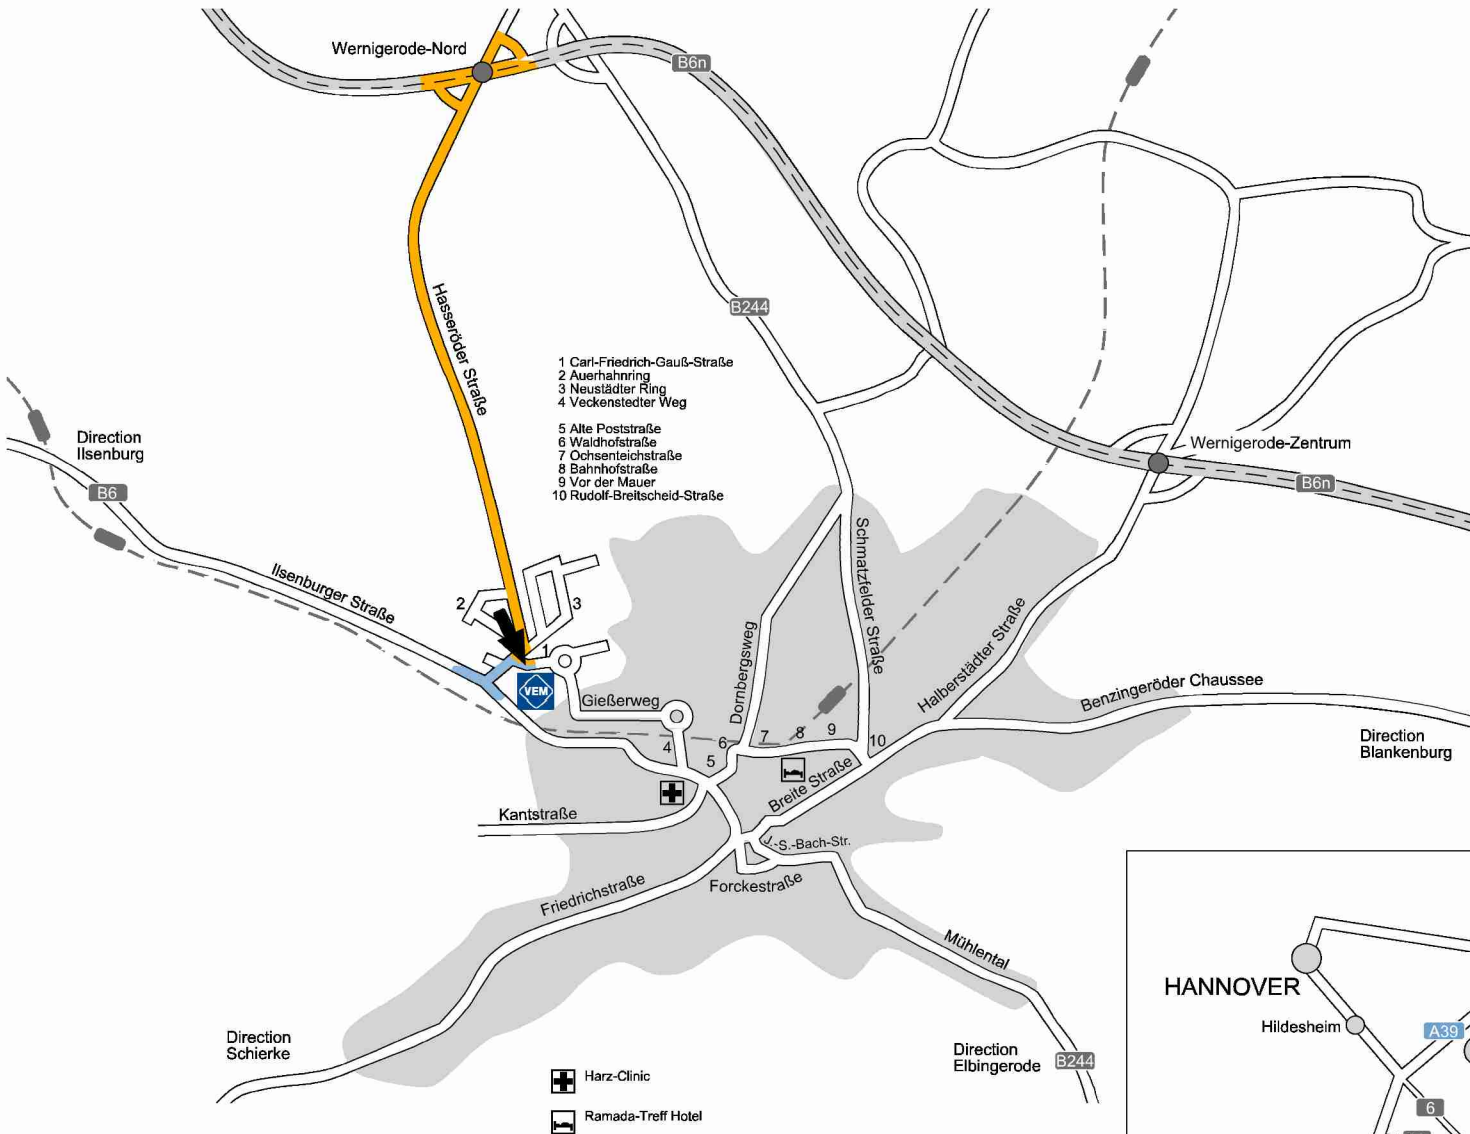 Wernigerode-Nord
B6n
Hasseröder Straße
B244
1 Carl-Friedrich-Gauß-Straße
2 Auerhahnring
3 Neustädter Ring
4 Veckenstedter Weg
5 Alte Poststraße
6 Waldhofstraße
7 Ochsenteichstraße
8 Bahnhofstraße
9 Vor der Mauer
10 Rudolf-Breitscheid-Straße
Direction
Ilsenburg
B6
Wernigerode-Zentrum
B6n
Ilsenburger Straße
2
3
1
VEM
Gießerweg
Dornbergsweg
Schmatzfelder Straße
Halberstädter Straße
Benzingeröder Chaussee
Direction
Blankenburg
4
5
6
7
8
9
10
Breite Straße
Kantstraße
J.-S.-Bach-Str.
Forckestraße
Friedrichstraße
Mühlental
Direction
Schierke
Direction
Elbingerode
B244
Harz-Clinic
Ramada-Treff Hotel
HANNOVER
Hildesheim
A39
6